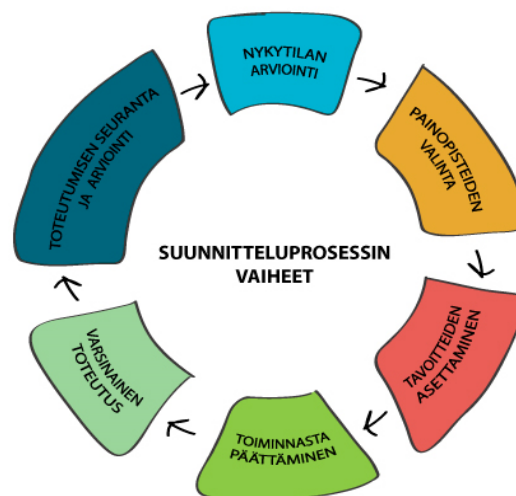 NYKYTILAN
ARVIOINTI
PAINOPISTEIDEN
VALINTA
TAVOITTEIDEN
ASETTAMINEN
TOIMINNASTA
PÄÄTTÄMINEN
VARSINAINEN
TOTEUTUS
TOTEUTUMISEN SEURANTA
JA ARVIOINTI
SUUNNITTELUPROSESSIN
VAIHEET